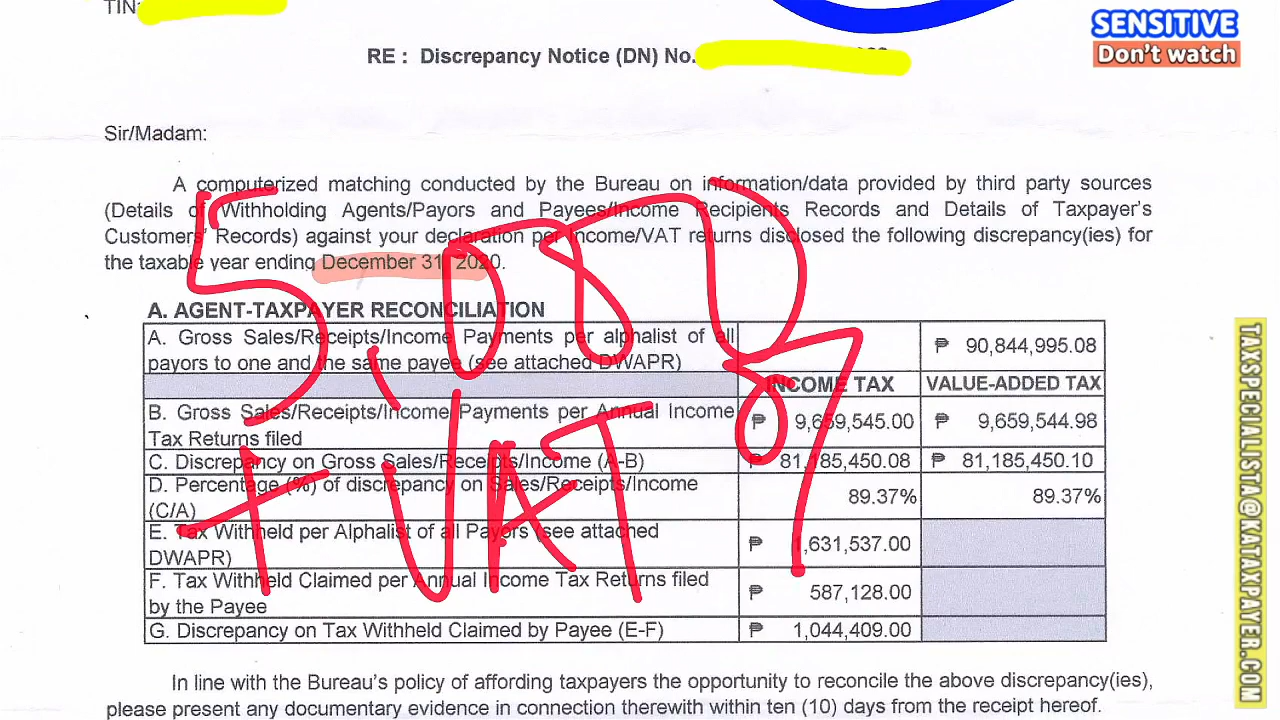 TIN:
SENSITIVE
Don't watch
RE : Discrepancy Notice (DN) No.
Sir/Madam:
A computerized matching conducted by the Bureau on information/data provided by third party sources
(Details of Withholding Agents/Payors and Payees/Income Recipients Records and Details of Taxpayer's
Customers' Records) against your declaration per Income/VAT returns disclosed the following discrepancy(ies) for
the taxable year ending December 31, 2020.
A. AGENT-TAXPAYER RECONCILIATION
A. Gross Sales/Receipts/Income Payments per alphalist of all
payors to one and the same payee (see attached DWAPR)
₱ 90,844,995.08
INCOME TAX
VALUE-ADDED TAX
B. Gross Sales/Receipts/Income Payments per Annual Income
Tax Returns filed
₱ 9,659,545.00
₱ 9,659,544.98
C. Discrepancy on Gross Sales/Receipts/Income (A-B)
₱ 81,185,450.08
₱ 81,185,450.10
D. Percentage (%) of discrepancy on Sales/Receipts/Income
(C/A)
89.37%
89.37%
E. Tax Withheld per Alphalist of all Payors (see attached
DWAPR)
₱ 1,631,537.00
F. Tax Withheld Claimed per Annual Income Tax Returns filed
by the Payee
₱ 587,128.00
G. Discrepancy on Tax Withheld Claimed by Payee (E-F)
₱ 1,044,409.00
In line with the Bureau's policy of affording taxpayers the opportunity to reconcile the above discrepancy(ies),
please present any documentary evidence in connection therewith within ten (10) days from the receipt hereof.
+ VAT
TAXSPECIALISTA@KATAXPAYER.COM